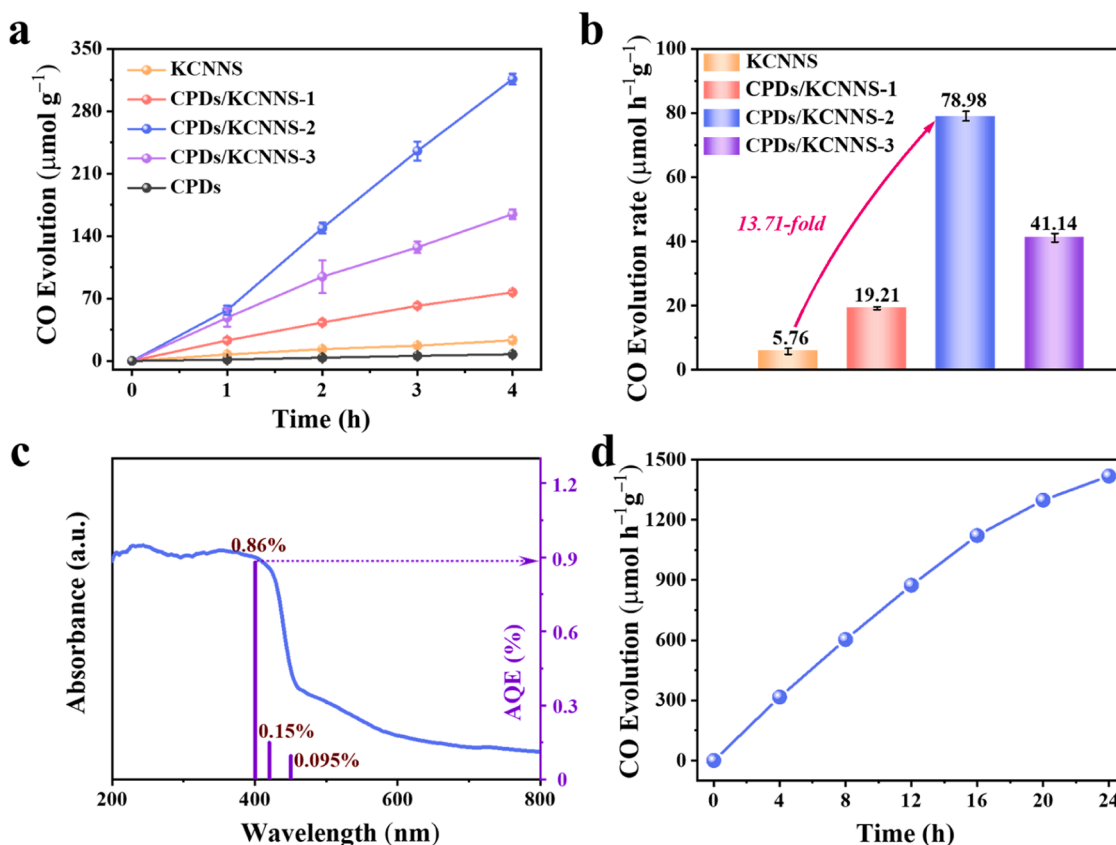 a
CO Evolution (μmol g⁻¹)
350
280
210
140
70
0
KCNNS
CPDs/KCNNS-1
CPDs/KCNNS-2
CPDs/KCNNS-3
CPDs
0 1 2 3 4
Time (h)
b
CO Evolution rate (μmol h⁻¹g⁻¹)
100
80
60
40
20
0
KCNNS
CPDs/KCNNS-1
CPDs/KCNNS-2
CPDs/KCNNS-3
13.71-fold
5.76
19.21
78.98
41.14
c
Absorbance (a.u.)
0.86%
0.15%
0.095%
1.2
0.9
0.6
0.3
0
AQE (%)
200 400 600 800
Wavelength (nm)
d
CO Evolution (μmol h⁻¹g⁻¹)
1500
1200
900
600
300
0
0 4 8 12 16 20 24
Time (h)